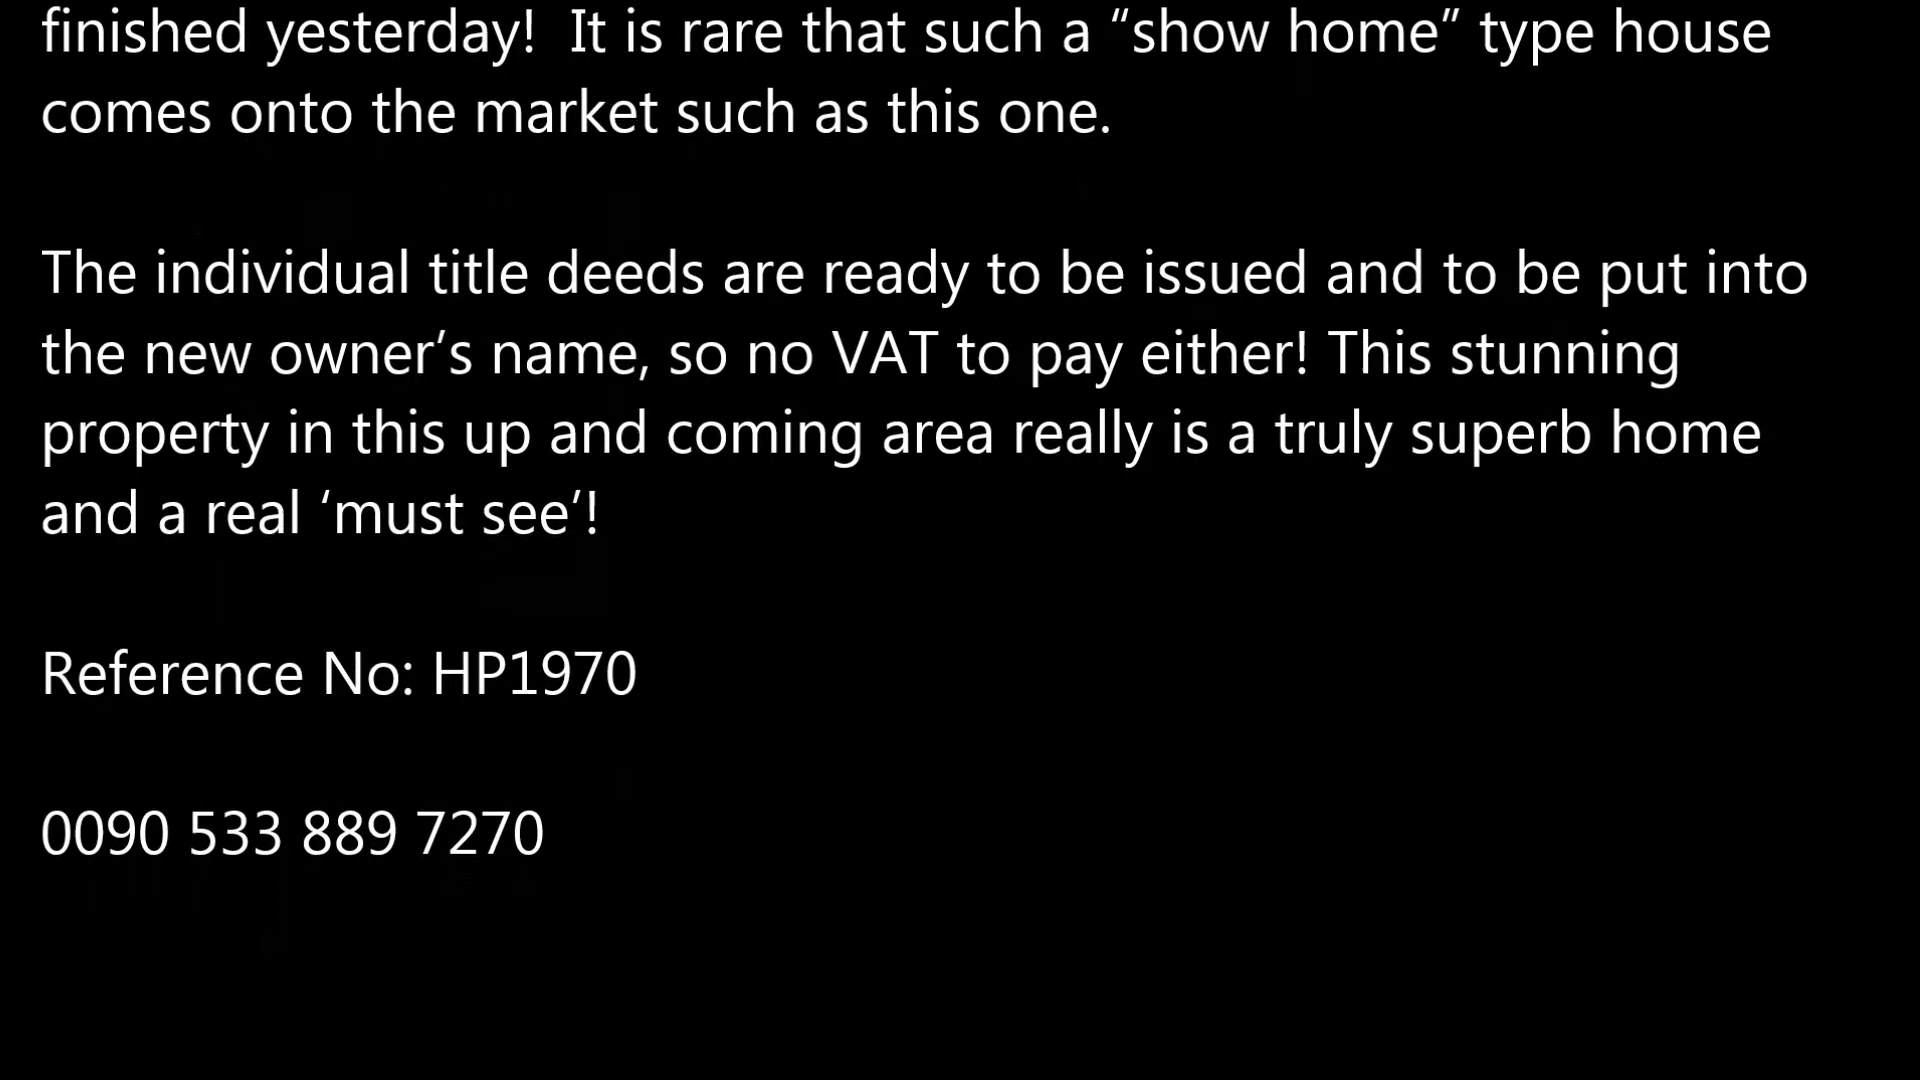 finished yesterday!  It is rare that such a “show home” type house
comes onto the market such as this one.
The individual title deeds are ready to be issued and to be put into
the new owner’s name, so no VAT to pay either! This stunning
property in this up and coming area really is a truly superb home
and a real ‘must see’!
Reference No: HP1970
0090 533 889 7270